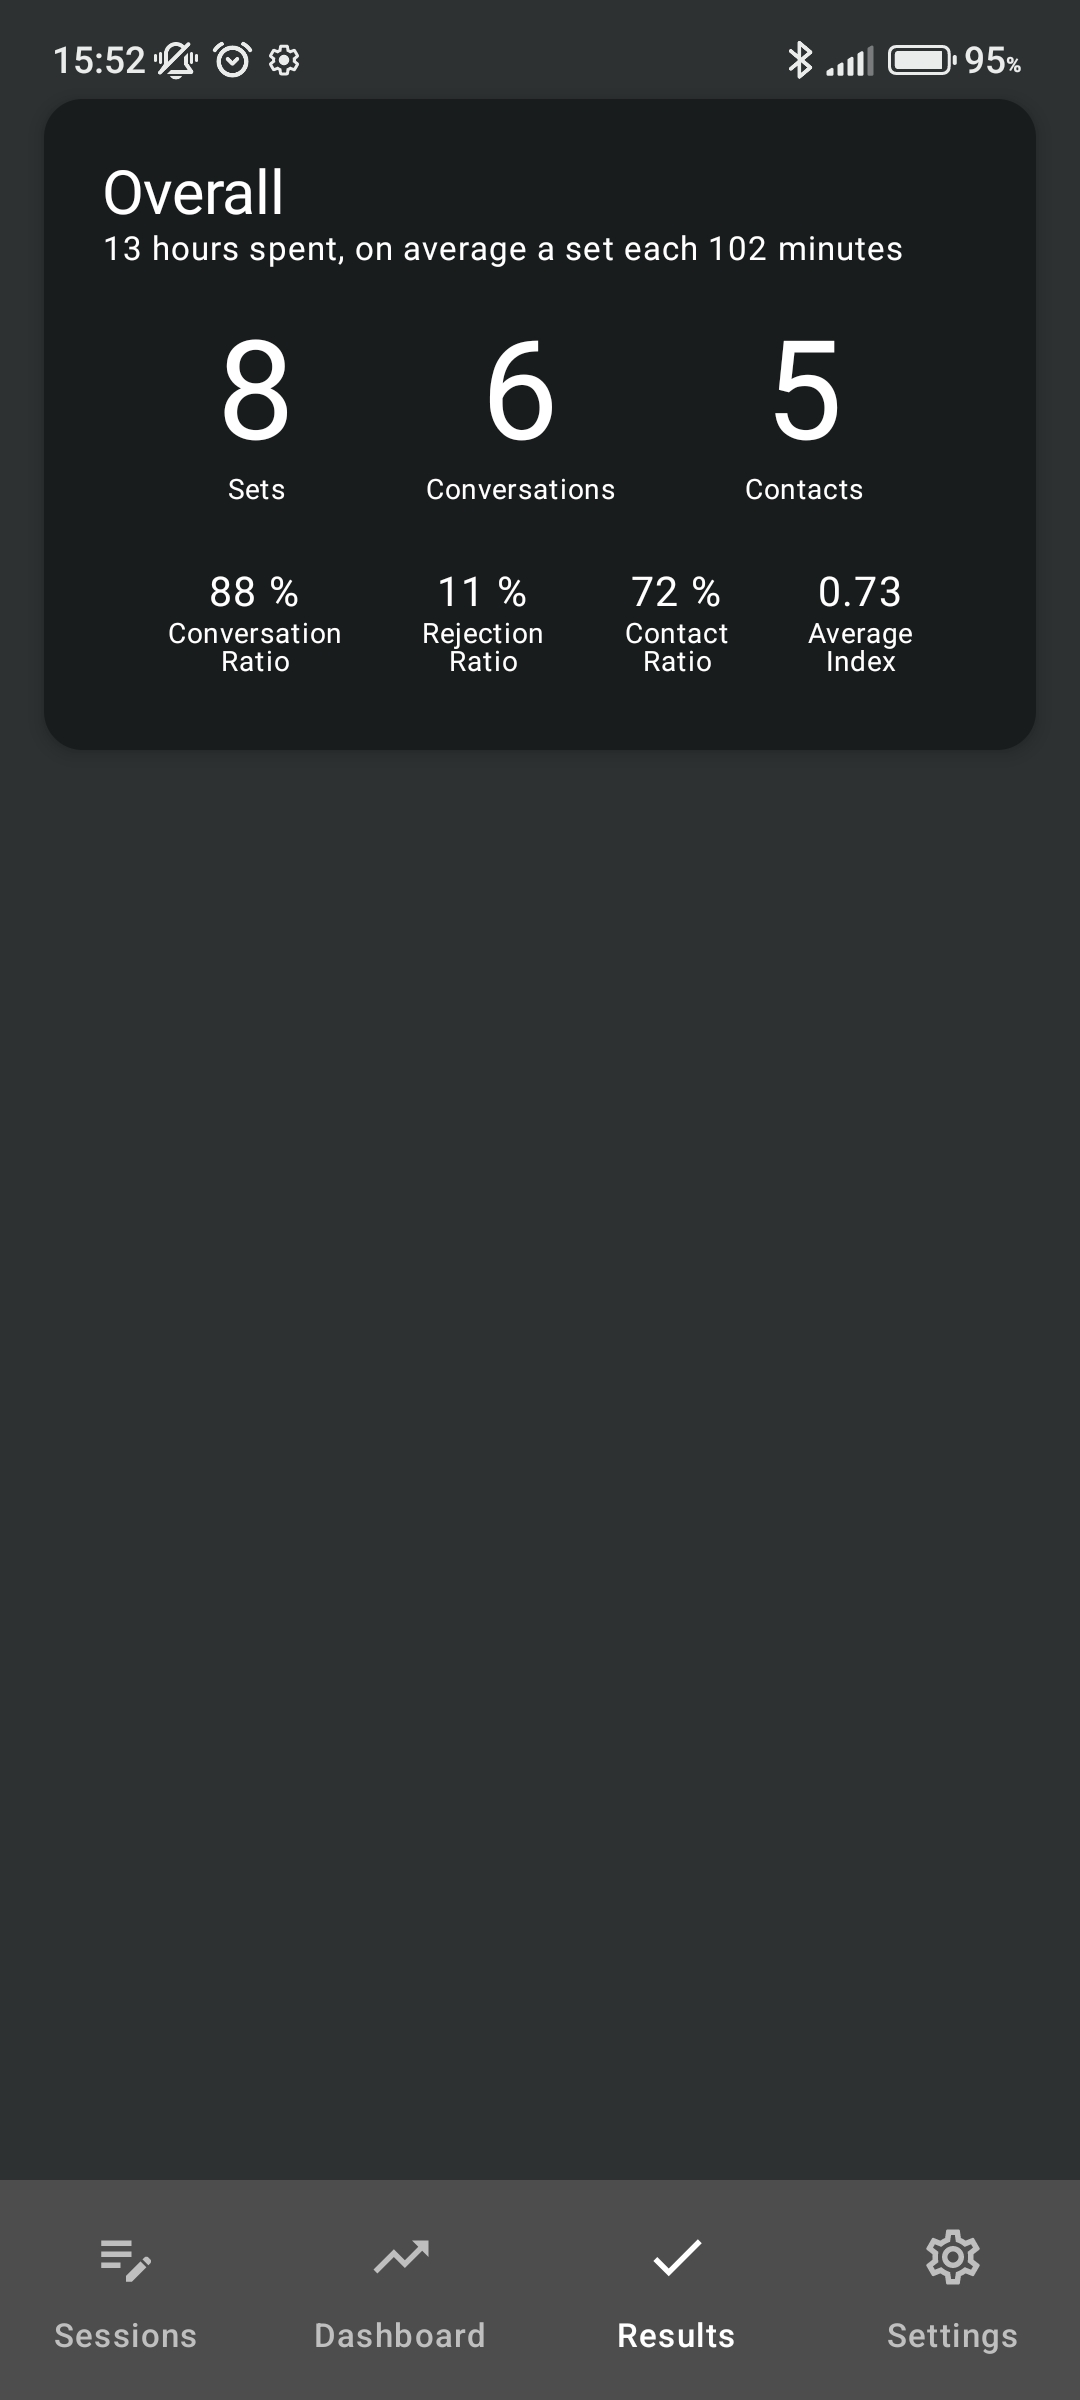 15:52 95%
Overall
13 hours spent, on average a set each 102 minutes
8 6 5
Sets Conversations Contacts
88 % 11 % 72 % 0.73
Conversation Rejection Contact Average
Ratio Ratio Ratio Index
Sessions Dashboard Results Settings